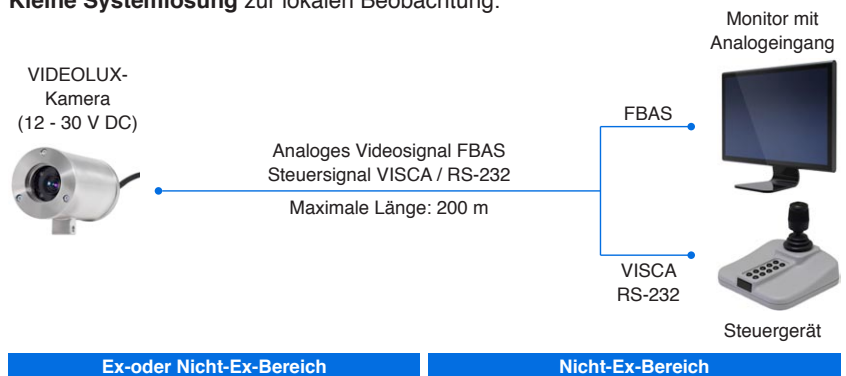 Kleine Systemlösung zur lokalen Beobachtung:
Monitor mit
Analogeingang
VIDEOLUX-
Kamera
(12 - 30 V DC)
FBAS
Analoges Videosignal FBAS
Steuersignal VISCA / RS-232
Maximale Länge: 200 m
VISCA
RS-232
Steuergerät
Ex-oder Nicht-Ex-Bereich
Nicht-Ex-Bereich